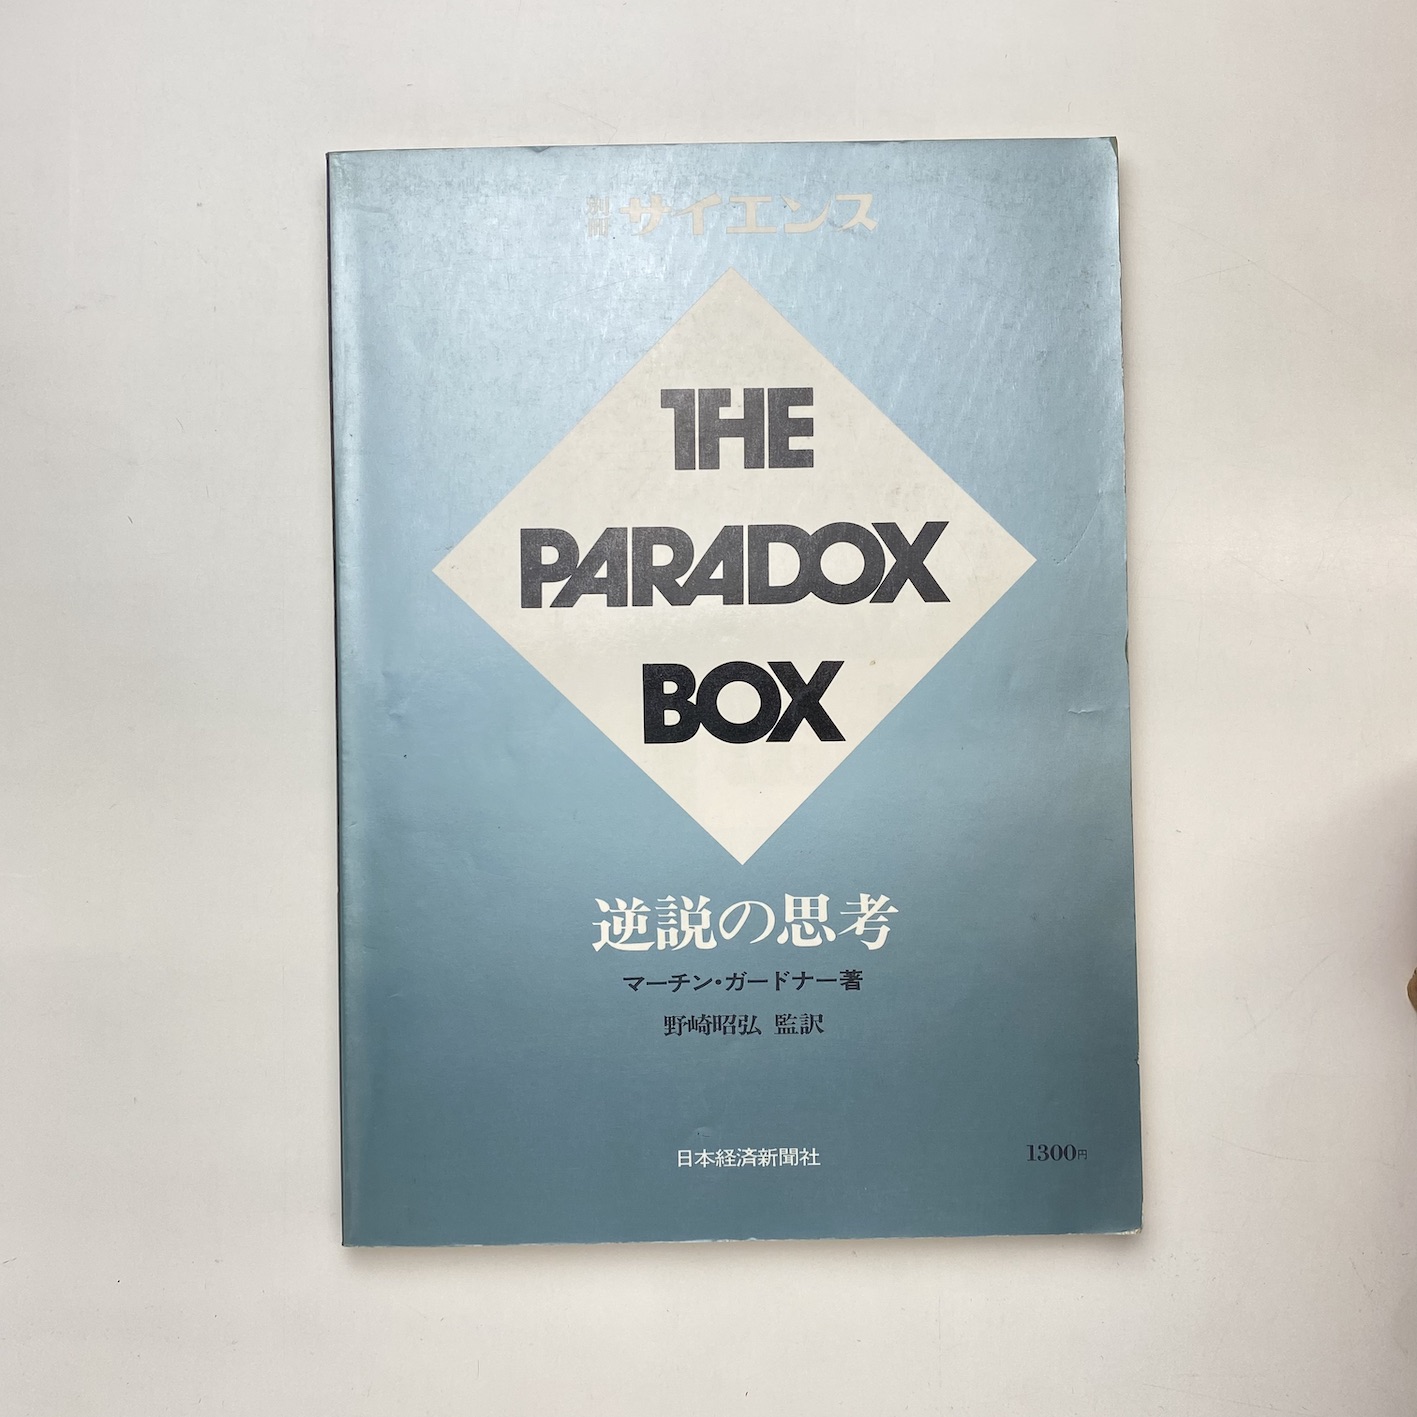 別冊 サイエンス
THE
PARADOX
BOX
逆説の思考
マーチン・ガードナー著
野崎昭弘 監訳
日本経済新聞社
1300円